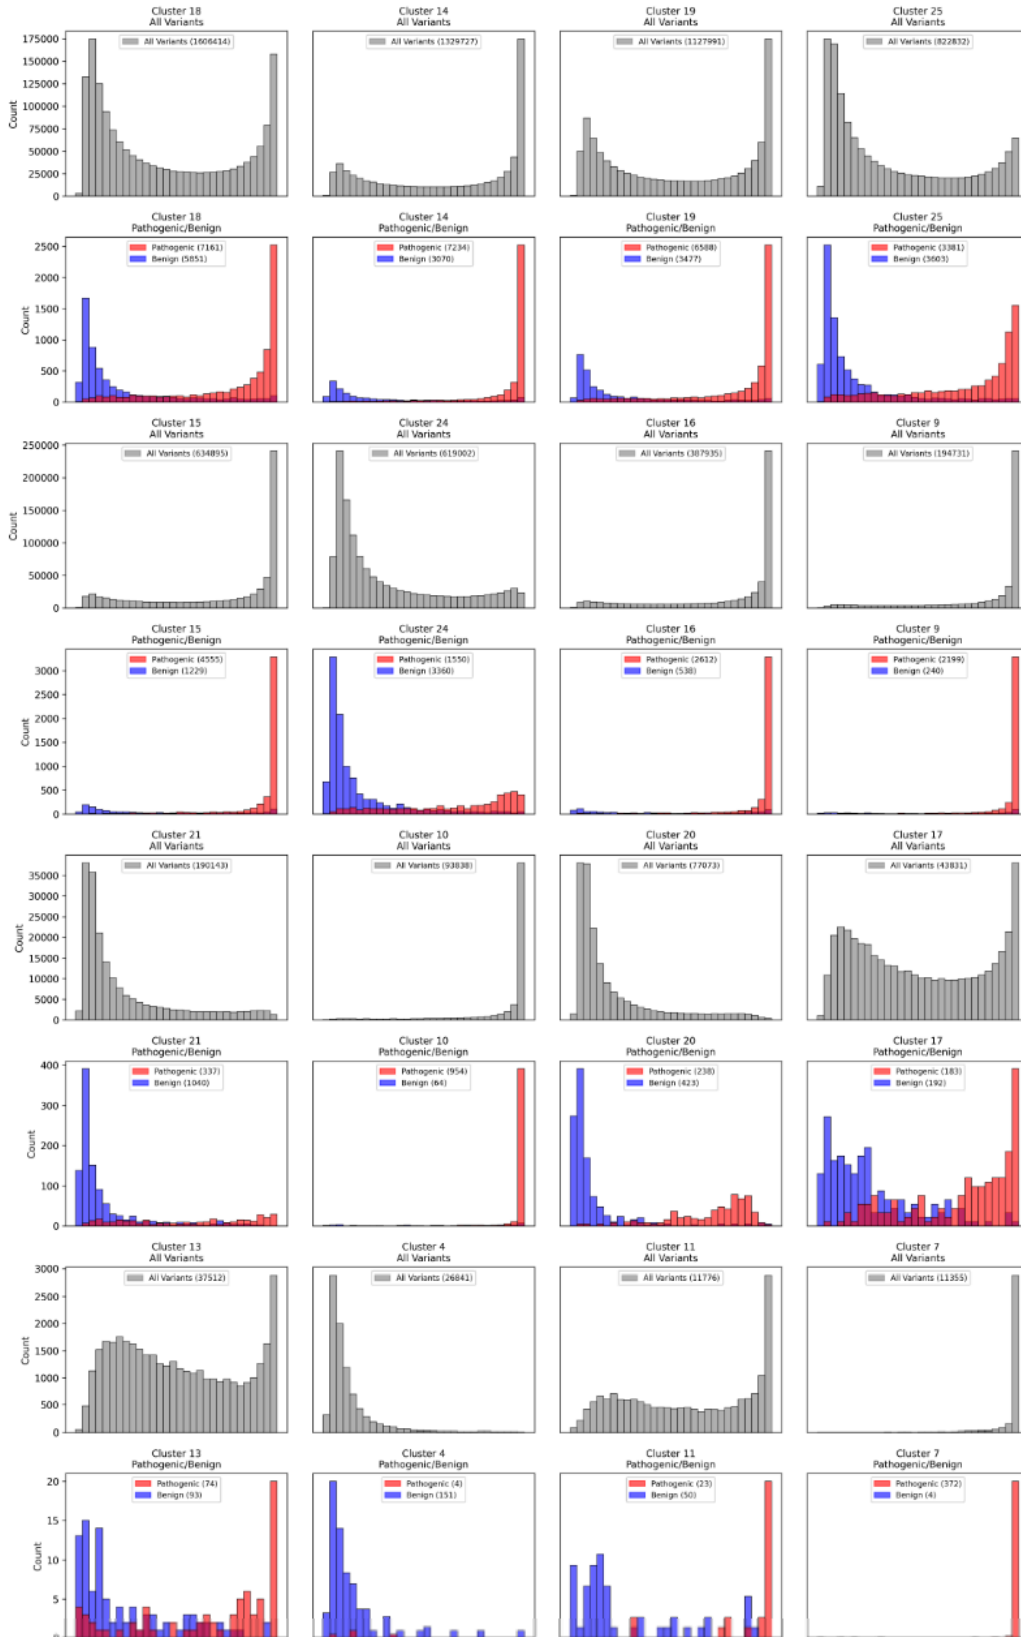 Cluster 18
All Variants
Cluster 14
All Variants
Cluster 19
All Variants
Cluster 25
All Variants
All Variants (1606414)
All Variants (1329727)
All Variants (1127991)
All Variants (822832)
175000
150000
125000
100000
75000
50000
25000
0
Count
Cluster 18
Pathogenic/Benign
Cluster 14
Pathogenic/Benign
Cluster 19
Pathogenic/Benign
Cluster 25
Pathogenic/Benign
Pathogenic (7161)
Benign (5851)
Pathogenic (7234)
Benign (3070)
Pathogenic (6588)
Benign (3477)
Pathogenic (3381)
Benign (3603)
2500
2000
1500
1000
500
0
Count
Cluster 15
All Variants
Cluster 24
All Variants
Cluster 16
All Variants
Cluster 9
All Variants
All Variants (634895)
All Variants (619002)
All Variants (387935)
All Variants (194731)
250000
200000
150000
100000
50000
0
Count
Cluster 15
Pathogenic/Benign
Cluster 24
Pathogenic/Benign
Cluster 16
Pathogenic/Benign
Cluster 9
Pathogenic/Benign
Pathogenic (4555)
Benign (1229)
Pathogenic (1550)
Benign (3360)
Pathogenic (2612)
Benign (538)
Pathogenic (2199)
Benign (240)
3000
2500
2000
1500
1000
500
0
Count
Cluster 21
All Variants
Cluster 10
All Variants
Cluster 20
All Variants
Cluster 17
All Variants
All Variants (190143)
All Variants (93838)
All Variants (77073)
All Variants (43831)
35000
30000
25000
20000
15000
10000
5000
0
Count
Cluster 21
Pathogenic/Benign
Cluster 10
Pathogenic/Benign
Cluster 20
Pathogenic/Benign
Cluster 17
Pathogenic/Benign
Pathogenic (337)
Benign (1040)
Pathogenic (954)
Benign (64)
Pathogenic (238)
Benign (423)
Pathogenic (183)
Benign (192)
400
300
200
100
0
Count
Cluster 13
All Variants
Cluster 4
All Variants
Cluster 11
All Variants
Cluster 7
All Variants
All Variants (37512)
All Variants (26841)
All Variants (11776)
All Variants (11355)
3000
2500
2000
1500
1000
500
0
Count
Cluster 13
Pathogenic/Benign
Cluster 4
Pathogenic/Benign
Cluster 11
Pathogenic/Benign
Cluster 7
Pathogenic/Benign
Pathogenic (74)
Benign (93)
Pathogenic (4)
Benign (151)
Pathogenic (23)
Benign (50)
Pathogenic (372)
Benign (4)
20
15
10
5
Count